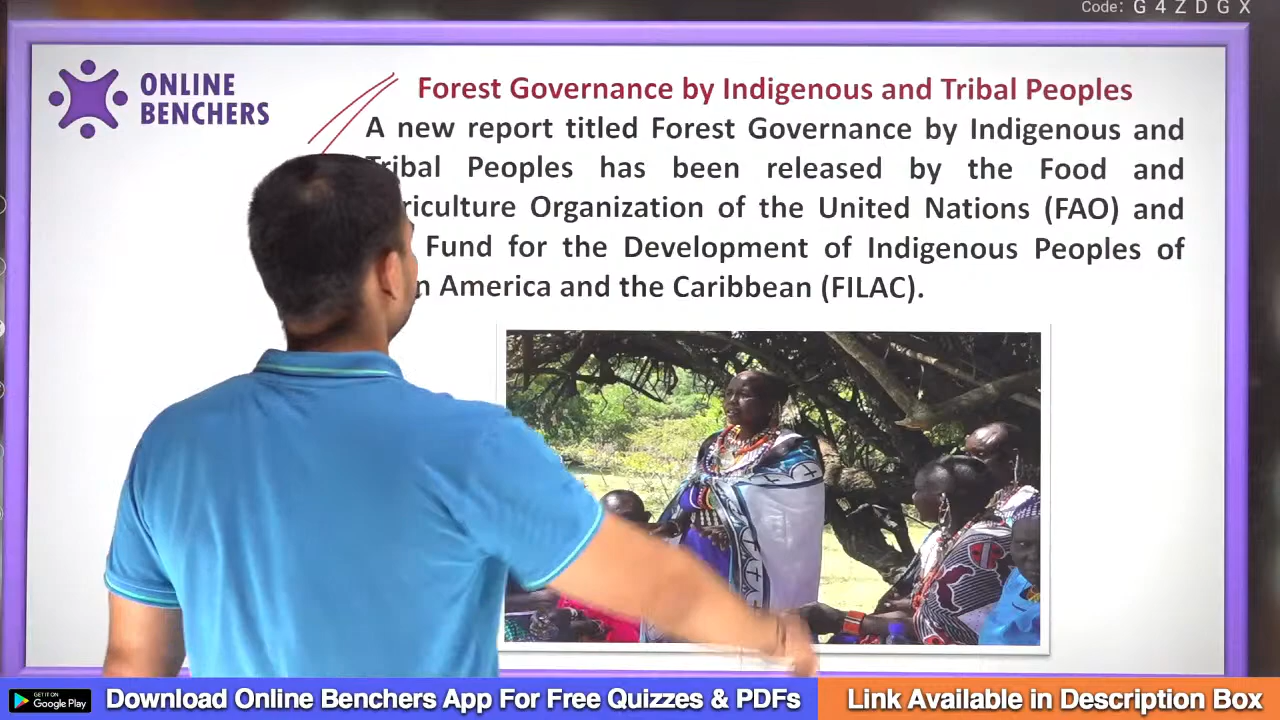 Code: G 4 Z D G X
ONLINE
BENCHERS
Forest Governance by Indigenous and Tribal Peoples
A new report titled Forest Governance by Indigenous and
Tribal Peoples has been released by the Food and
Organization of the United Nations (FAO) and
Fund for the Development of Indigenous Peoples of
America and the Caribbean (FILAC).
GET IT ON
Google Play
Download Online Benchers App For Free Quizzes & PDFs
Link Available in Description Box